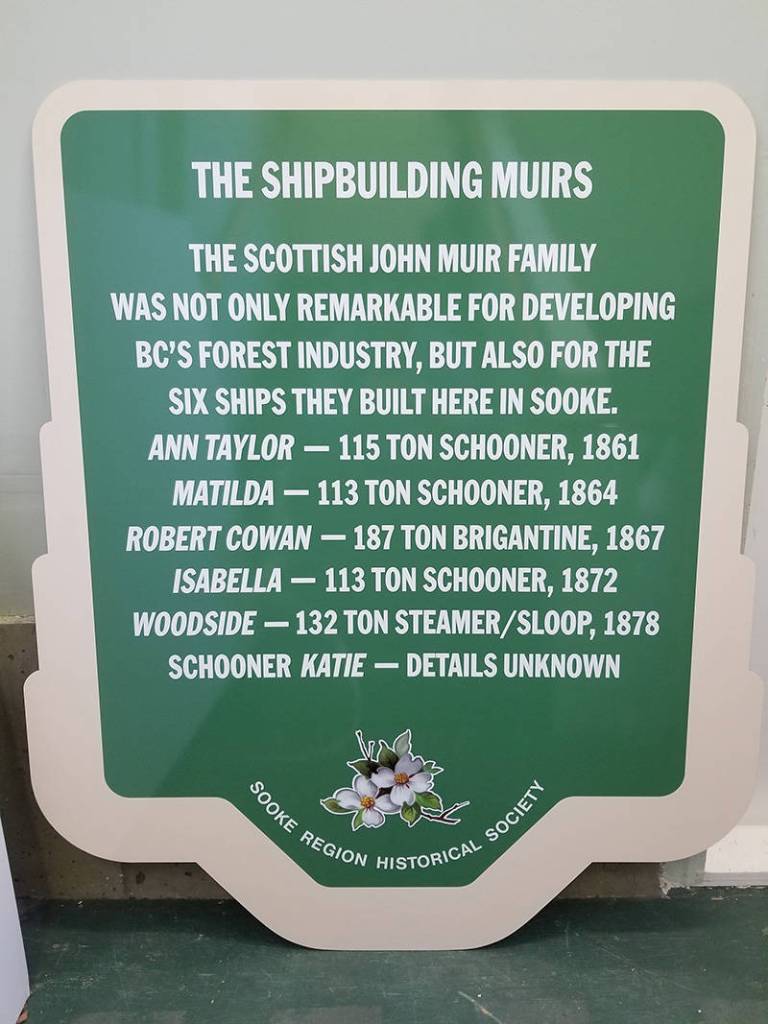 THE SHIPBUILDING MUIRS
THE SCOTTISH JOHN MUIR FAMILY
WAS NOT ONLY REMARKABLE FOR DEVELOPING
BC'S FOREST INDUSTRY, BUT ALSO FOR THE
SIX SHIPS THEY BUILT HERE IN SOOKE.
ANN TAYLOR — 115 TON SCHOONER, 1861
MATILDA — 113 TON SCHOONER, 1864
ROBERT COWAN — 187 TON BRIGANTINE, 1867
ISABELLA — 113 TON SCHOONER, 1872
WOODSIDE — 132 TON STEAMER/SLOOP, 1878
SCHOONER KATIE — DETAILS UNKNOWN
SOOKE REGION HISTORICAL SOCIETY